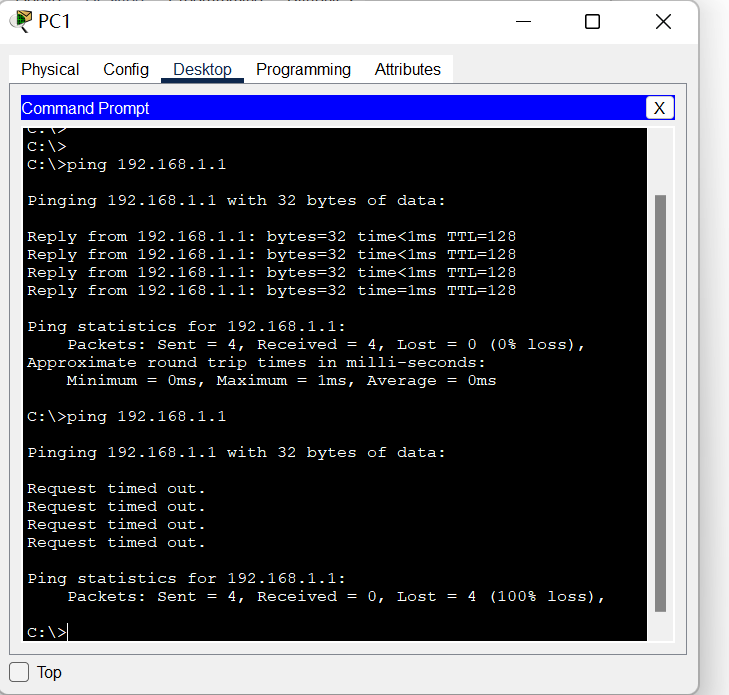 PC1
Physical Config Desktop Programming Attributes
Command Prompt X
C:\>
C:\>
C:\>ping 192.168.1.1
Pinging 192.168.1.1 with 32 bytes of data:
Reply from 192.168.1.1: bytes=32 time<1ms TTL=128
Reply from 192.168.1.1: bytes=32 time<1ms TTL=128
Reply from 192.168.1.1: bytes=32 time<1ms TTL=128
Reply from 192.168.1.1: bytes=32 time=1ms TTL=128
Ping statistics for 192.168.1.1:
Packets: Sent = 4, Received = 4, Lost = 0 (0% loss),
Approximate round trip times in milli-seconds:
Minimum = 0ms, Maximum = 1ms, Average = 0ms
C:\>ping 192.168.1.1
Pinging 192.168.1.1 with 32 bytes of data:
Request timed out.
Request timed out.
Request timed out.
Request timed out.
Ping statistics for 192.168.1.1:
Packets: Sent = 4, Received = 0, Lost = 4 (100% loss),
C:\>
Top